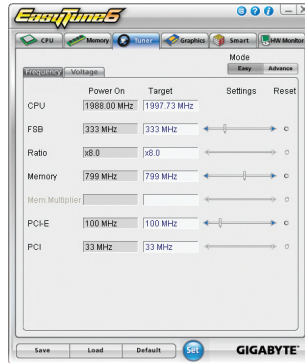 EasyTune6
CPU Memory Tuner Graphics Smart HW Monitor
Mode
Easy Advance
Frequency Voltage
Power On Target Settings Reset
CPU 1988.00 MHz 1997.73 MHz
FSB 333 MHz 333 MHz
Ratio x8.0 x8.0
Memory 799 MHz 799 MHz
Mem.Multiplier
PCI-E 100 MHz 100 MHz
PCI 33 MHz 33 MHz
Save Load Default Set GIGABYTE